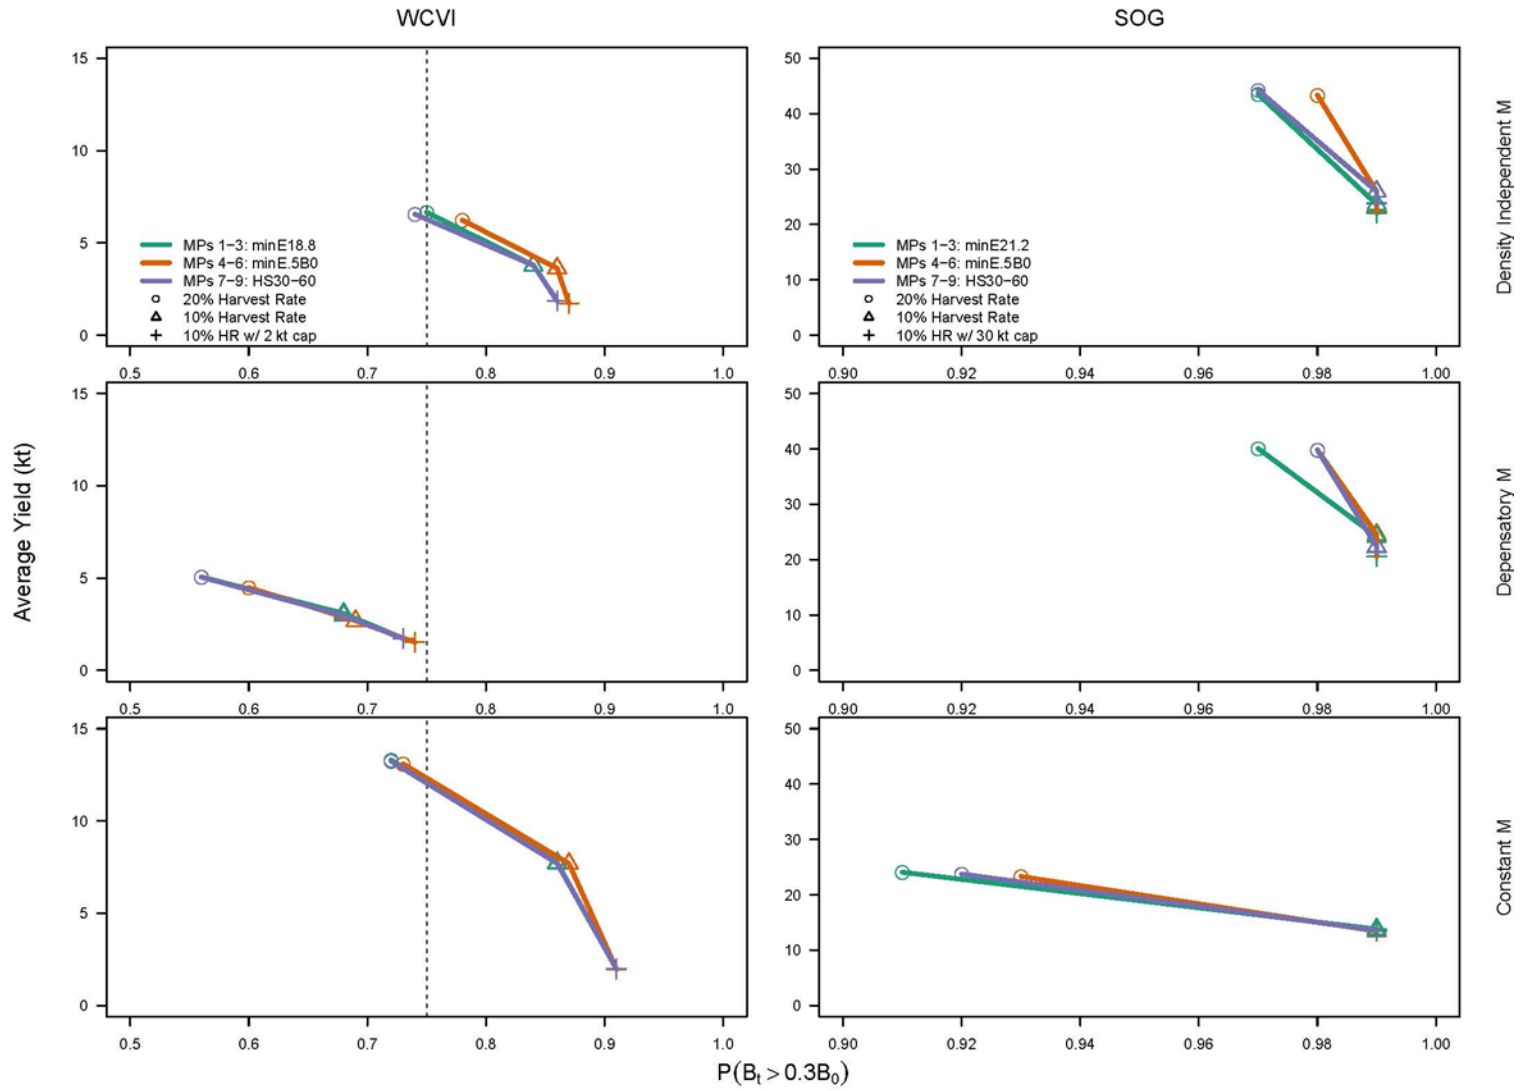 WCVI
SOG
15
10
5
0
MPs 1−3: minE18.8
MPs 4−6: minE.5B0
MPs 7−9: HS30−60
20% Harvest Rate
10% Harvest Rate
10% HR w/ 2 kt cap
0.5 0.6 0.7 0.8 0.9 1.0
50
40
30
20
10
0
MPs 1−3: minE21.2
MPs 4−6: minE.5B0
MPs 7−9: HS30−60
20% Harvest Rate
10% Harvest Rate
10% HR w/ 30 kt cap
0.90 0.92 0.94 0.96 0.98 1.00
Density Independent M
Average Yield (kt)
15
10
5
0
0.5 0.6 0.7 0.8 0.9 1.0
50
40
30
20
10
0
0.90 0.92 0.94 0.96 0.98 1.00
Depensatory M
15
10
5
0
0.5 0.6 0.7 0.8 0.9 1.0
50
40
30
20
10
0
0.90 0.92 0.94 0.96 0.98 1.00
Constant M
P(Bt > 0.3B0)